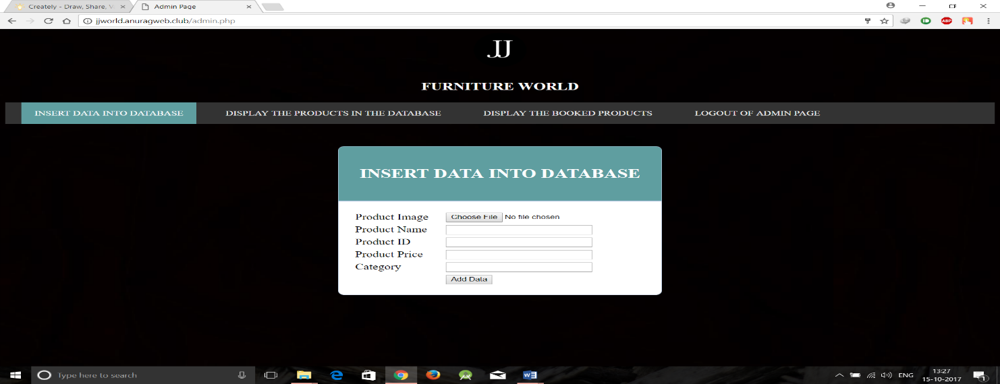 Creately - Draw, Share, V
Admin Page
jjworld.anuragweb.club/admin.php
ABP
JJ
FURNITURE WORLD
INSERT DATA INTO DATABASE DISPLAY THE PRODUCTS IN THE DATABASE DISPLAY THE BOOKED PRODUCTS LOGOUT OF ADMIN PAGE
INSERT DATA INTO DATABASE
Product Image Choose File No file chosen
Product Name
Product ID
Product Price
Category
Add Data
Type here to search
ENG
13:27
15-10-2017
1